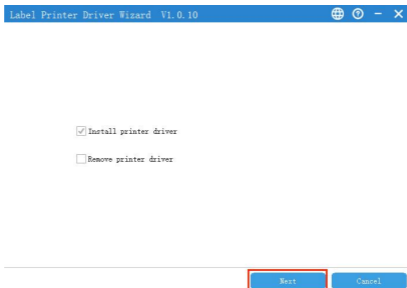 Label Printer Driver Wizard V1.0.10
Install printer driver
Remove printer driver
Next
Cancel